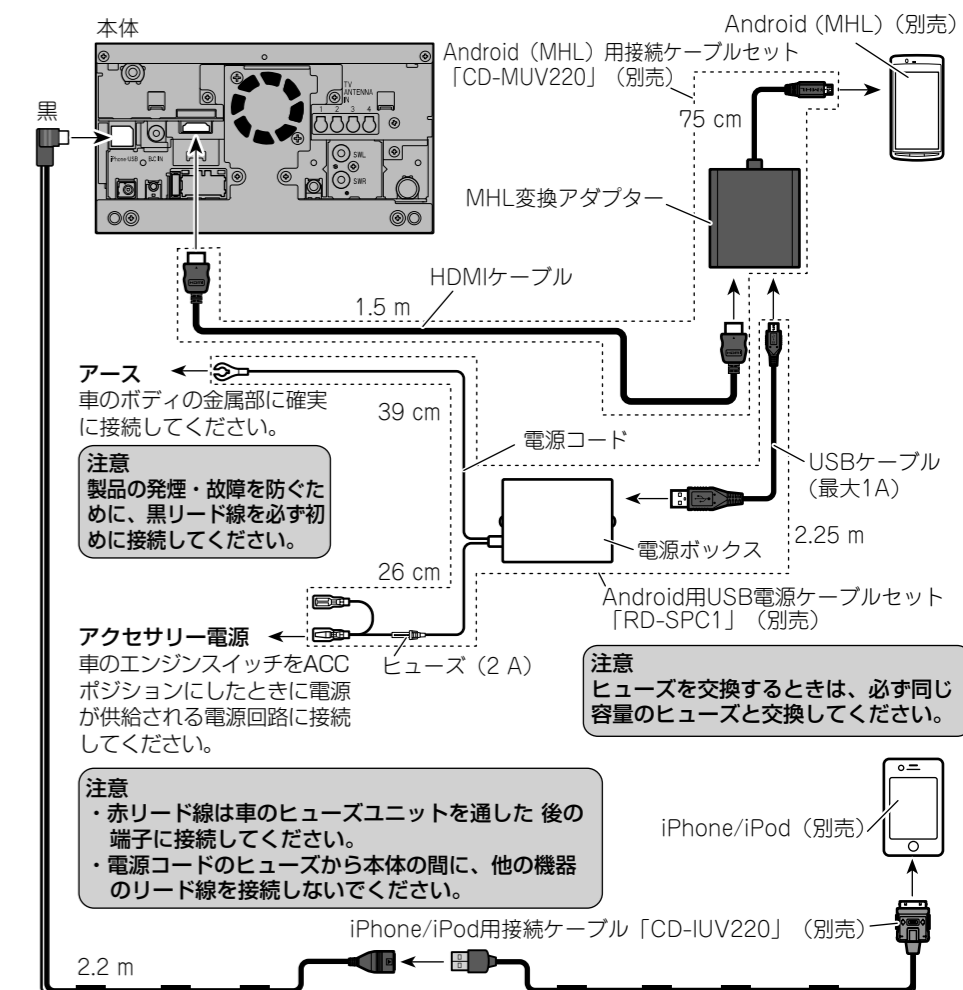 本体
Android（MHL）（別売）
Android（MHL）用接続ケーブルセット
「CD-MUV220」（別売）
75 cm
黒
TV
ANTENNA
IN
1 2 3 4
iPhone-USB
B.C IN
SWL
SWR
MHL変換アダプター
HDMIケーブル
1.5 m
アース
車のボディの金属部に確実
に接続してください。
39 cm
注意
製品の発煙・故障を防ぐた
めに、黒リード線を必ず初
めに接続してください。
電源コード
USBケーブル
（最大1A）
電源ボックス
2.25 m
26 cm
Android用USB電源ケーブルセット
「RD-SPC1」（別売）
アクセサリー電源
車のエンジンスイッチをACC
ポジションにしたときに電源
が供給される電源回路に接続
してください。
ヒューズ（2 A）
注意
ヒューズを交換するときは、必ず同じ
容量のヒューズと交換してください。
注意
・赤リード線は車のヒューズユニットを通した 後の
端子に接続してください。
・電源コードのヒューズから本体の間に、他の機器
のリード線を接続しないでください。
iPhone/iPod（別売）
iPhone/iPod用接続ケーブル「CD-IUV220」（別売）
2.2 m